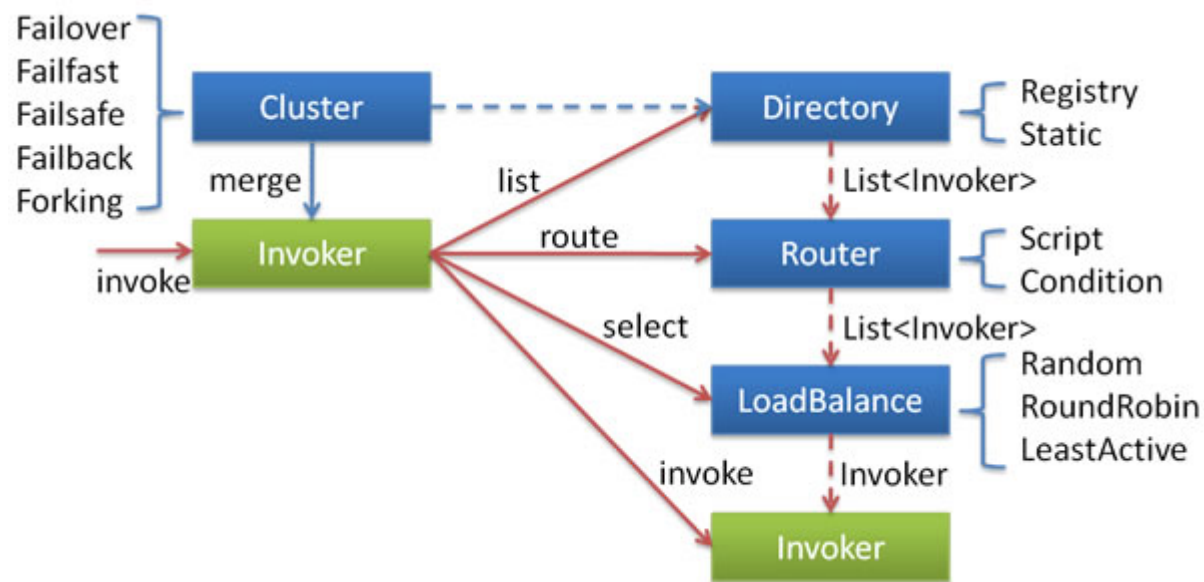 Failover
Failfast
Failsafe
Failback
Forking
Cluster
Directory
Registry
Static
merge
list
List<Invoker>
invoke
Invoker
route
Router
Script
Condition
select
List<Invoker>
LoadBalance
Random
RoundRobin
LeastActive
invoke
Invoker
Invoker